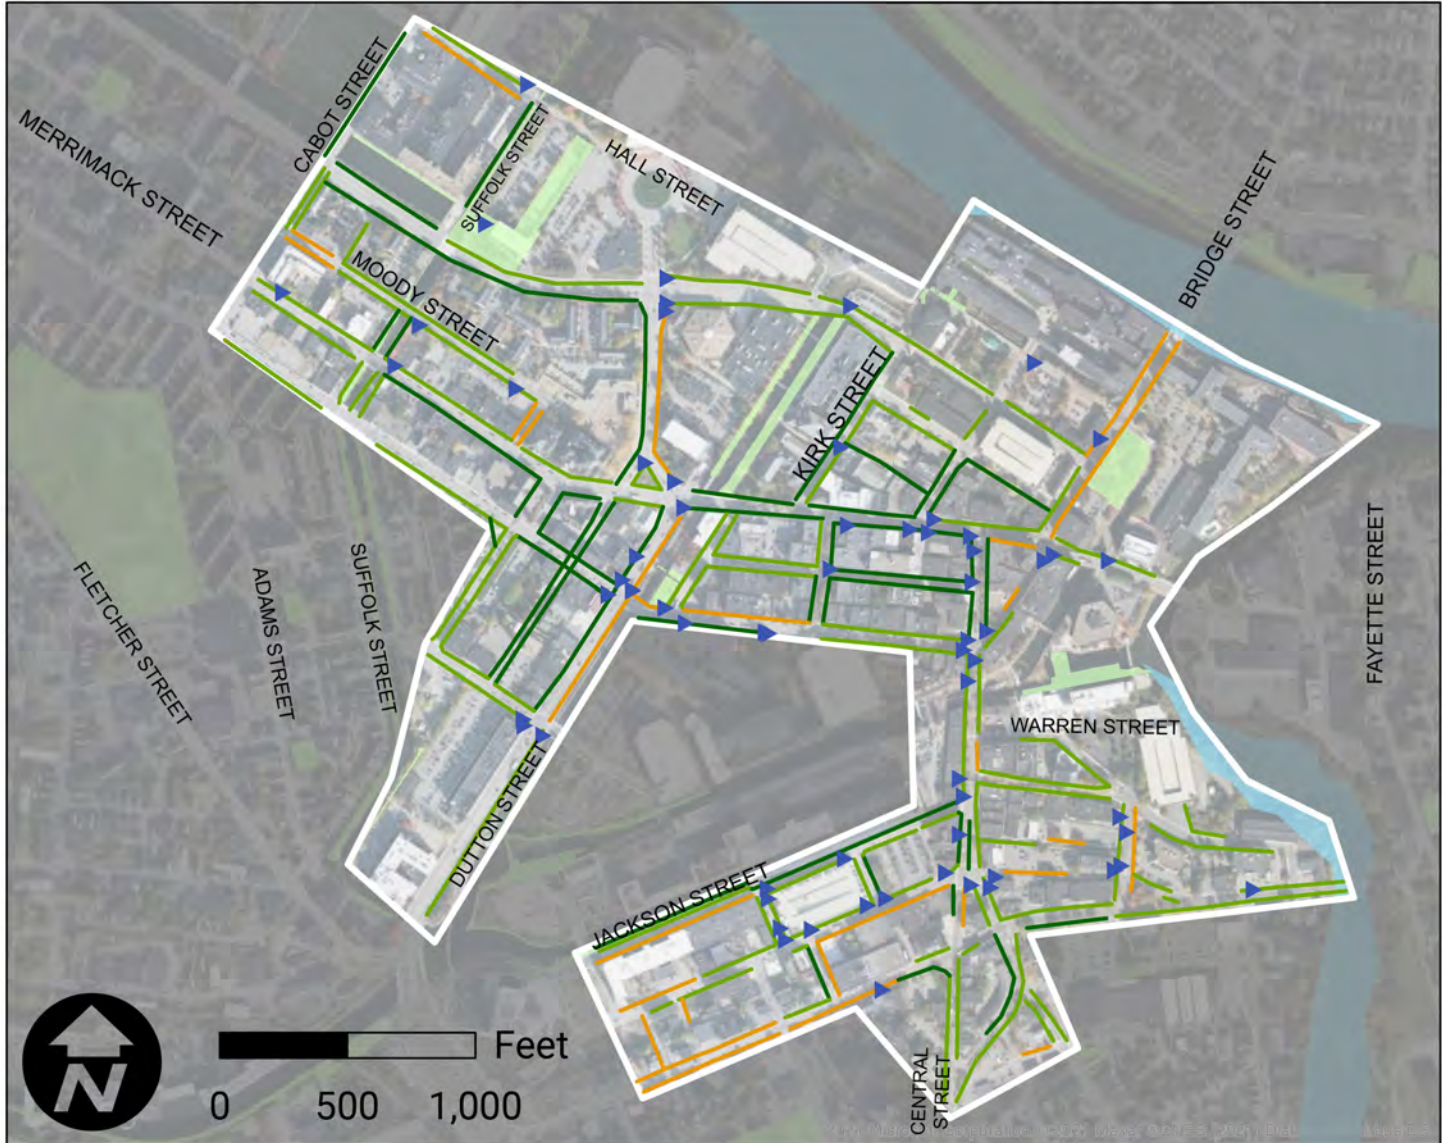 CABOT STREET
MERRIMACK STREET
SUFFOLK STREET
HALL STREET
BRIDGE STREET
MOODY STREET
KIRK STREET
FLETCHER STREET
ADAMS STREET
SUFFOLK STREET
FAYETTE STREET
WARREN STREET
DUTTON STREET
JACKSON STREET
CENTRAL
STREET
N
Feet
0 500 1,000